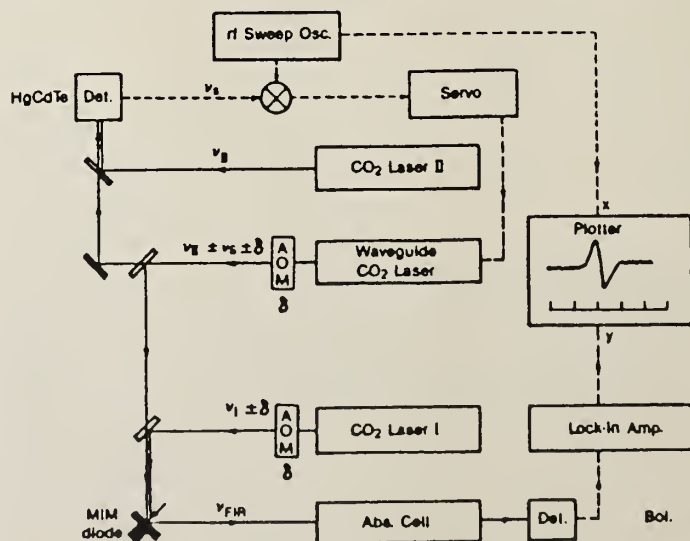 rf Sweep Osc.
HgCdTe
Det.
νs
Servo
νII
CO2 Laser II
x
Plotter
νII ± νs ± δ
AOM
δ
Waveguide
CO2 Laser
y
νI ± δ
AOM
δ
CO2 Laser I
Lock-In Amp.
MIM
diode
νFIR
Abs. Cell
Det.
Bol.